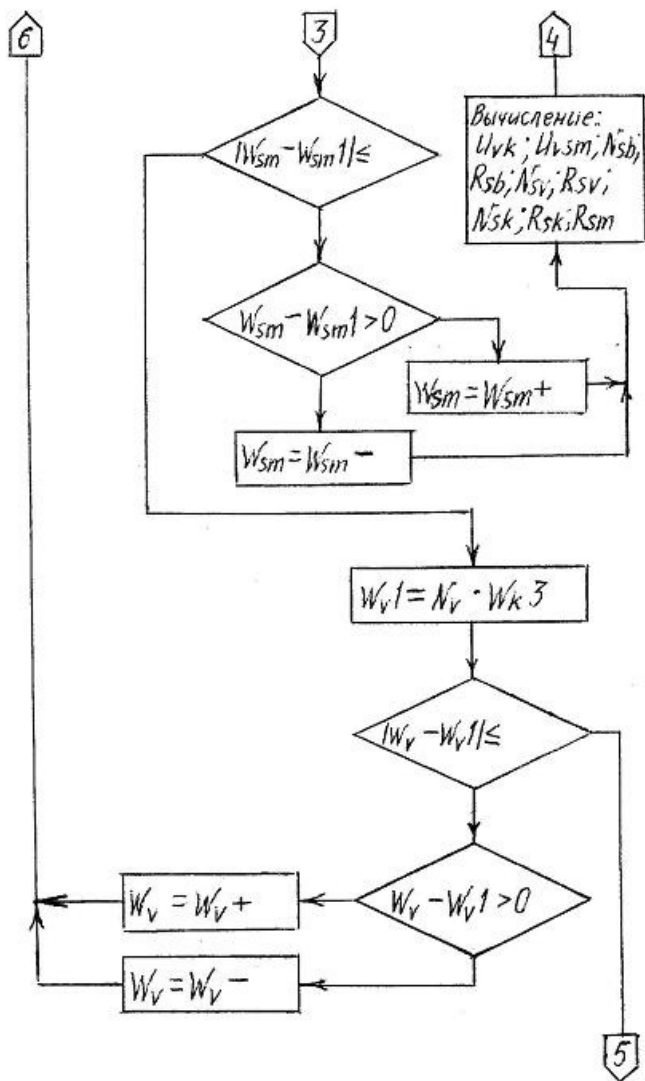 6
3
4
|Wsm-Wsm1|≤
Вычисление:
Uvk; Uvsm; Nsb;
Rsb; Nsv; Rsv;
Nsk; Rsk; Rsm
Wsm-Wsm1>0
Wsm=Wsm+
Wsm=Wsm-
Wv1=Nv·Wk3
|Wv-Wv1|≤
Wv-Wv1>0
Wv=Wv+
Wv=Wv-
5